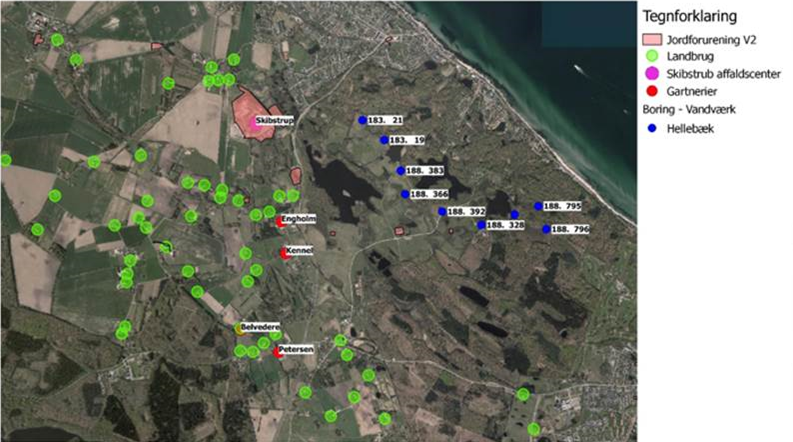 Tegnforklaring
Jordforurening V2
Landbrug
Skibstrub affaldscenter
Gartnerier
Boring - Vandværk
Hellebæk
Skibstrup
183. 21
183. 19
188. 383
188. 366
188. 392
188. 795
188. 328
188. 796
Engholm
Kennel
Belvedere
Petersen